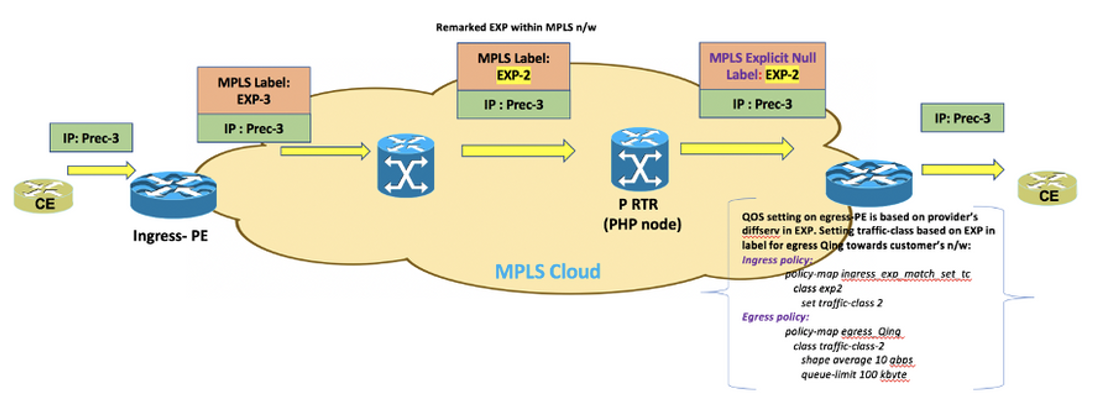 Remarked EXP within MPLS n/w
MPLS Label:
EXP-2
IP : Prec-3
MPLS Explicit Null
Label: EXP-2
IP : Prec-3
MPLS Label:
EXP-3
IP : Prec-3
IP: Prec-3
IP: Prec-3
CE
Ingress- PE
P RTR
(PHP node)
CE
MPLS Cloud
QOS setting on egress-PE is based on provider's
diffserv in EXP. Setting traffic-class based on EXP in
label for egress Qing towards customer's n/w:
Ingress policy:
policy-map ingress_exp_match_set_tc
class exp2
set traffic-class 2
Egress policy:
policy-map egress_Qing
class traffic-class-2
shape average 10 gbps
queue-limit 100 kbyte